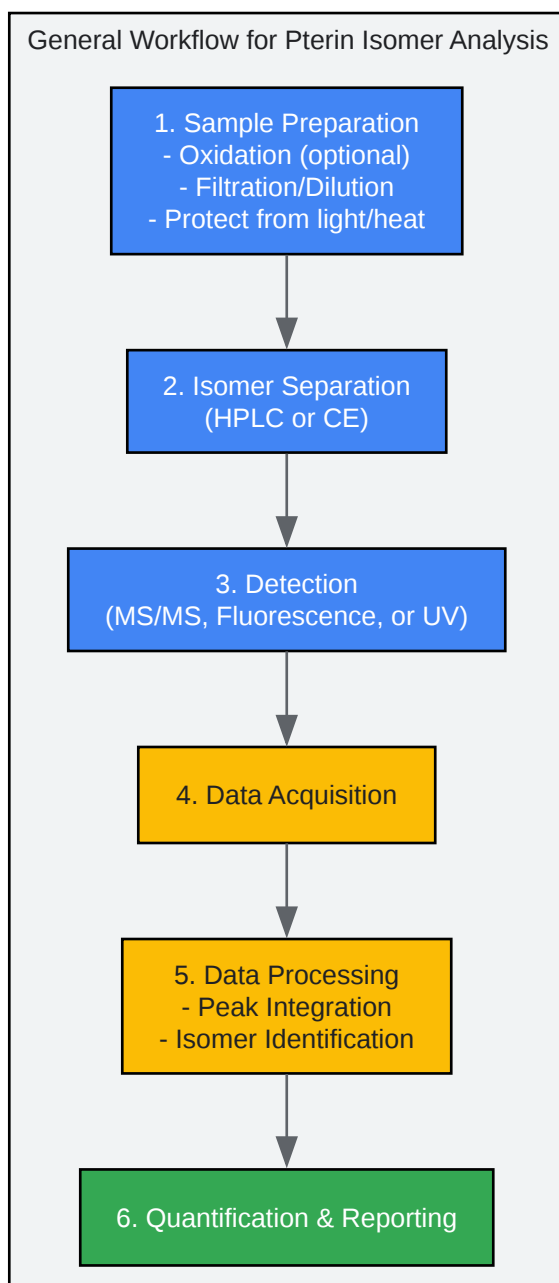 General Workflow for Pterin Isomer Analysis
1. Sample Preparation
- Oxidation (optional)
- Filtration/Dilution
- Protect from light/heat
2. Isomer Separation
(HPLC or CE)
3. Detection
(MS/MS, Fluorescence, or UV)
4. Data Acquisition
5. Data Processing
- Peak Integration
- Isomer Identification
6. Quantification & Reporting